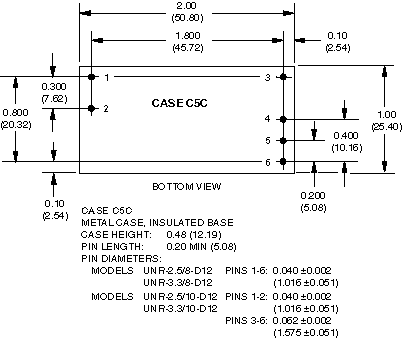 2.00
(50.80)
1.800
(45.72)
0.10
(2.54)
1
3
0.300
(7.62)
2
CASE C5C
0.800
(20.32)
4
1.00
(25.40)
0.400
(10.16)
5
6
BOTTOM VIEW
0.10
(2.54)
0.200
(5.08)
CASE C5C
METAL CASE, INSULATED BASE
CASE HEIGHT: 0.48 (12.19)
PIN LENGTH: 0.20 MIN (5.08)
PIN DIAMETERS:
MODELS UNR-2.5/8-D12 PINS 1-6: 0.040 ±0.002
UNR-3.3/8-D12 (1.016 ±0.051)
MODELS UNR-2.5/10-D12 PINS 1-2: 0.040 ±0.002
UNR-3.3/10-D12 (1.016 ±0.051)
PINS 3-6: 0.062 ±0.002
(1.575 ±0.051)